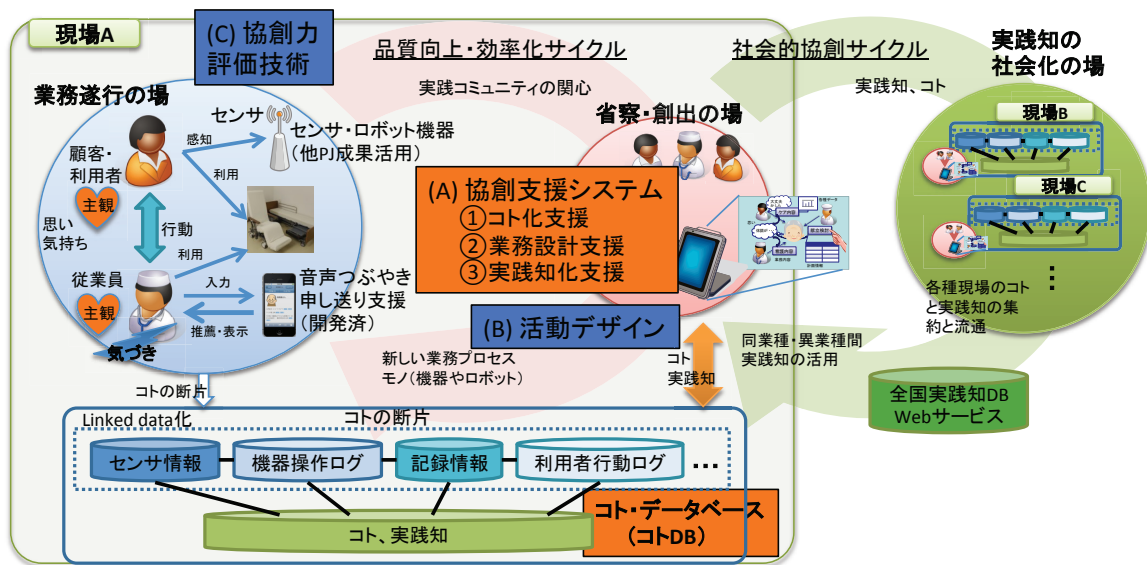 現場A
(C) 協創力
評価技術
品質向上・効率化サイクル
社会的協創サイクル
実践知の
社会化の場
実践コミュニティの関心
実践知、コト
業務遂行の場
省察・創出の場
センサ
感知
センサ・ロボット機器
(他PJ成果活用)
顧客・
利用者
利用
主観
思い
気持ち
行動
利用
従業員
主観
入力
音声つぶやき
申し送り支援
(開発済)
推薦・表示
気づき
(A) 協創支援システム
①コト化支援
②業務設計支援
③実践知化支援
(B) 活動デザイン
現場B
現場C
各種現場のコト
と実践知の集
約と流通
同業種・異業種間
実践知の活用
全国実践知DB
Webサービス
新しい業務プロセス
モノ(機器やロボット)
コト
実践知
コトの断片
Linked data化
コトの断片
センサ情報
機器操作ログ
記録情報
利用者行動ログ
...
コト、実践知
コト・データベース
(コトDB)